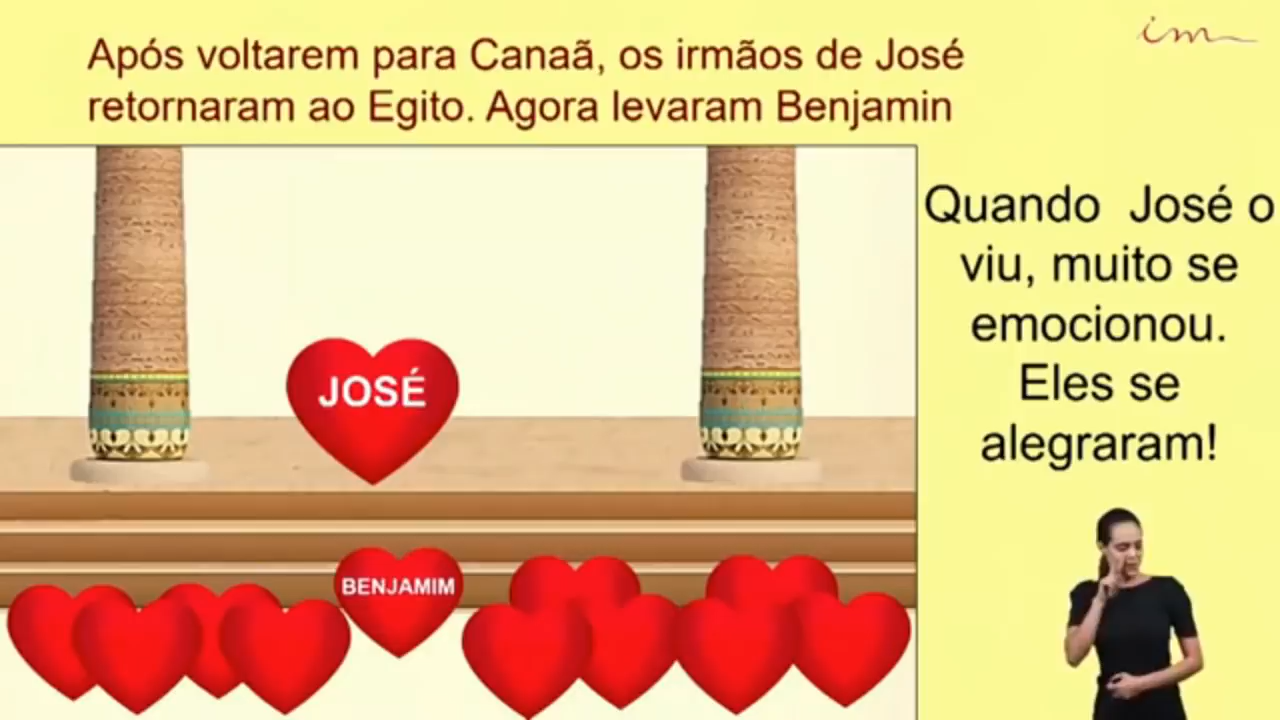 im
Após voltarem para Canaã, os irmãos de José
retornaram ao Egito. Agora levaram Benjamin
Quando José o
viu, muito se
emocionou.
Eles se
alegraram!
JOSÉ
BENJAMIM